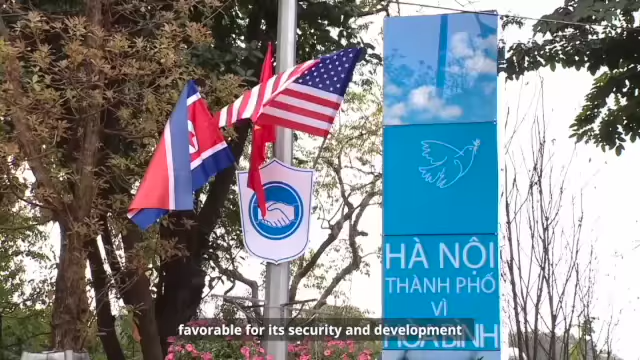 HÀ NỘI
THÀNH PHỐ
VÌ
HÒA BÌNH
favorable for its security and development